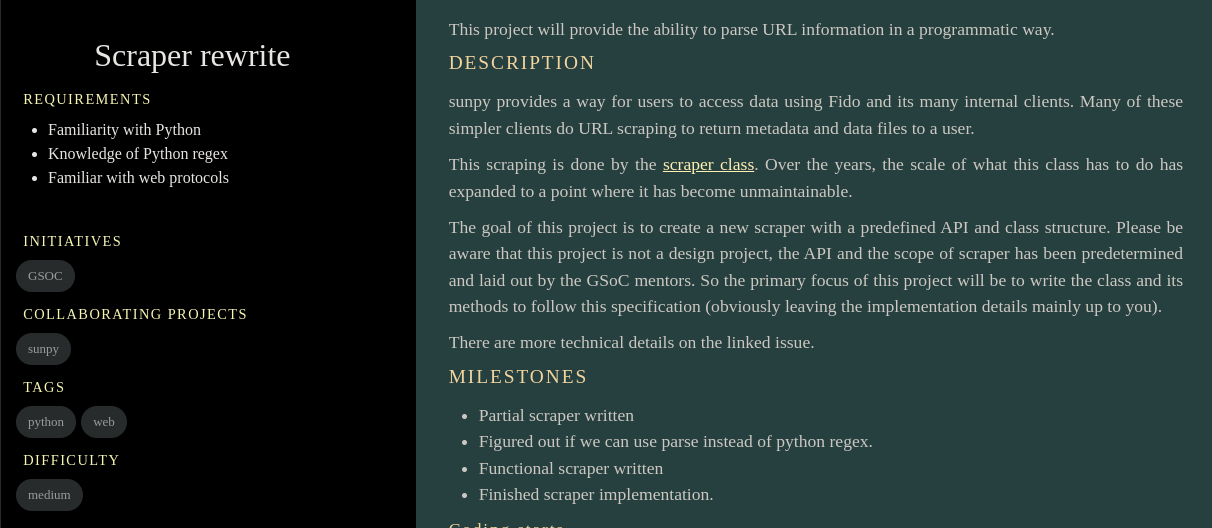 Scraper rewrite
REQUIREMENTS
Familiarity with Python
Knowledge of Python regex
Familiar with web protocols
INITIATIVES
GSOC
COLLABORATING PROJECTS
sunpy
TAGS
python web
DIFFICULTY
medium
This project will provide the ability to parse URL information in a programmatic way.
DESCRIPTION
sunpy provides a way for users to access data using Fido and its many internal clients. Many of these
simpler clients do URL scraping to return metadata and data files to a user.
This scraping is done by the scraper class. Over the years, the scale of what this class has to do has
expanded to a point where it has become unmaintainable.
The goal of this project is to create a new scraper with a predefined API and class structure. Please be
aware that this project is not a design project, the API and the scope of scraper has been predetermined
and laid out by the GSoC mentors. So the primary focus of this project will be to write the class and its
methods to follow this specification (obviously leaving the implementation details mainly up to you).
There are more technical details on the linked issue.
MILESTONES
Partial scraper written
Figured out if we can use parse instead of python regex.
Functional scraper written
Finished scraper implementation.
Coding starts